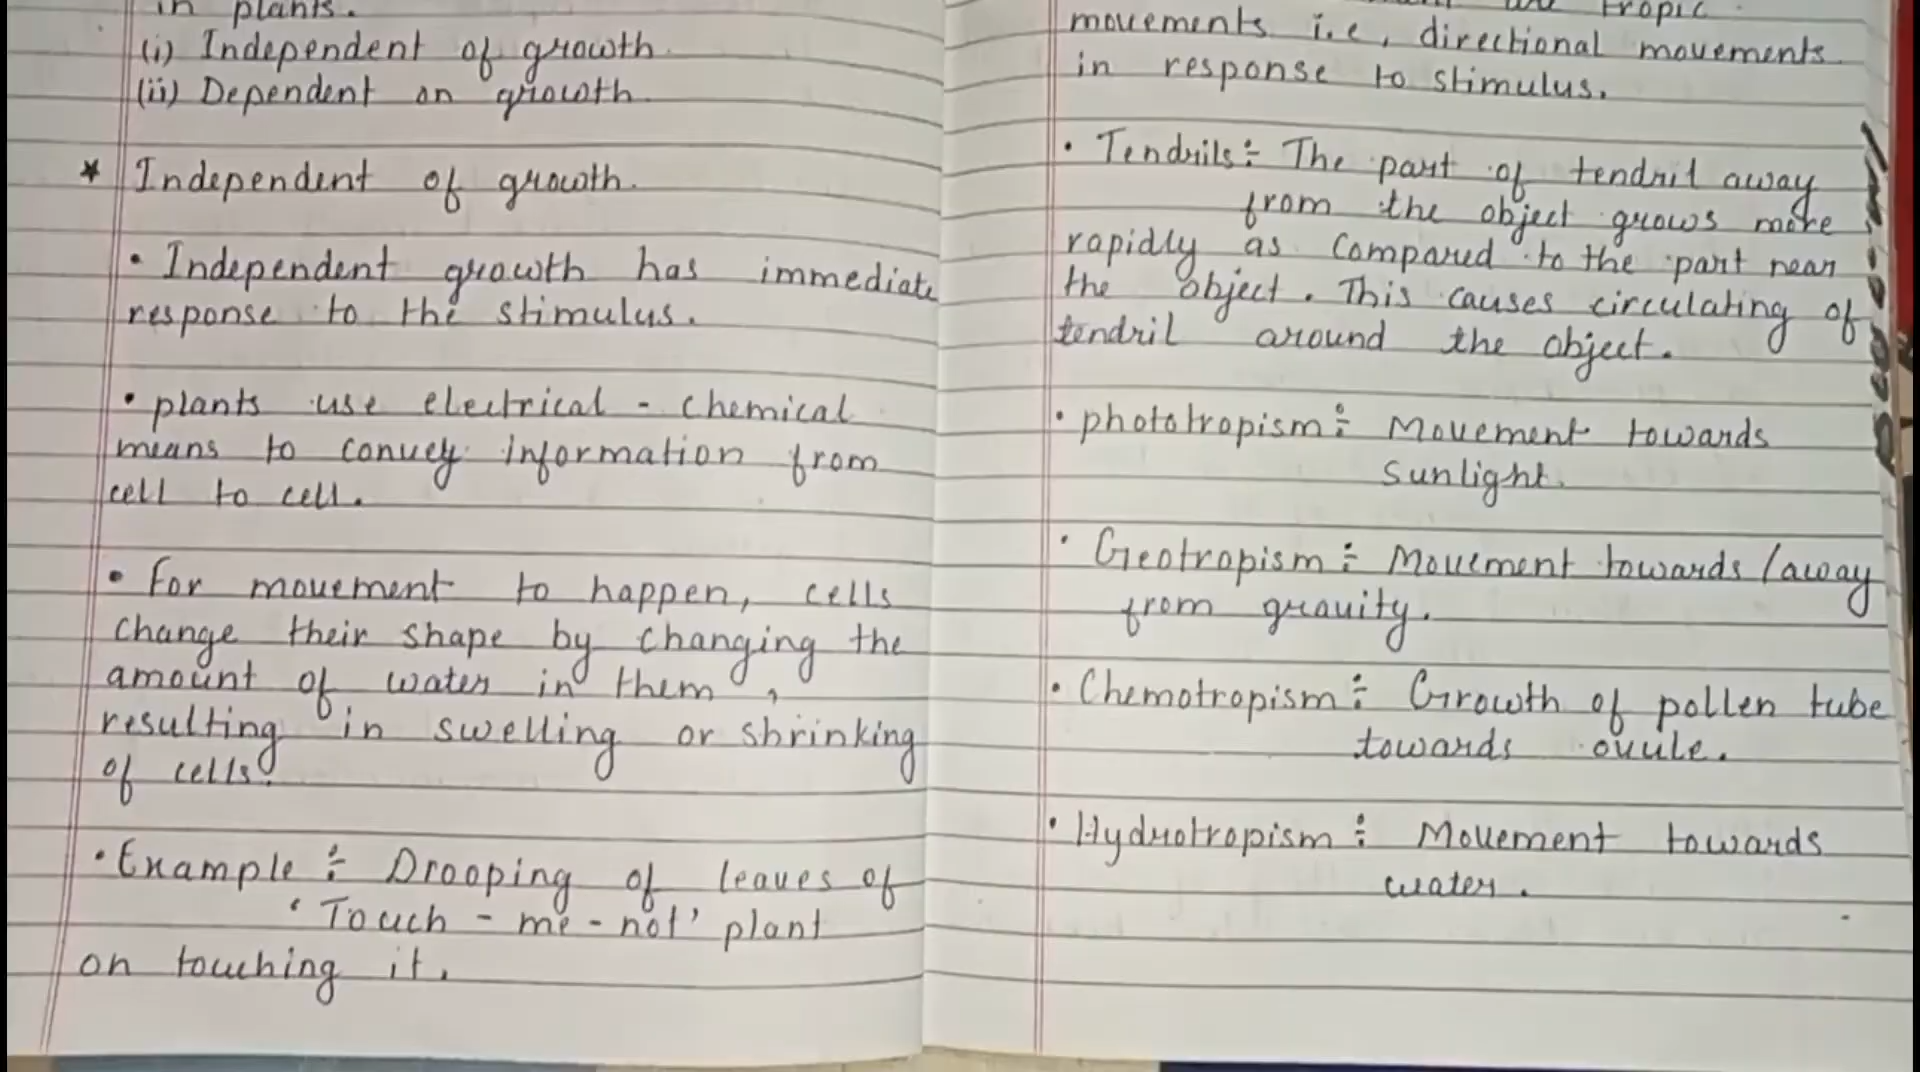 in plants.
(i) Independent of growth
(ii) Dependent on growth
* Independent of growth.
• Independent growth has immediate
response to the stimulus.
• plants use electrical - chemical
means to convey information from
cell to cell.
• For movement to happen, cells
change their shape by changing the
amount of water in them,
resulting in swelling or shrinking
of cells.
• Example ÷ Drooping of leaves of
'Touch - me - not' plant
on touching it.
tropic
movements i.e, directional movements
in response to stimulus.
• Tendrils ÷ The part of tendril away
from the object grows more
rapidly as compared to the part near
the object. This causes circulating of
tendril around the object.
• phototropism ÷ Movement towards
sunlight.
• Geotropism ÷ Movement towards / away
from gravity.
• Chemotropism ÷ Growth of pollen tube
towards ovule.
• Hydrotropism ÷ Movement towards
water.